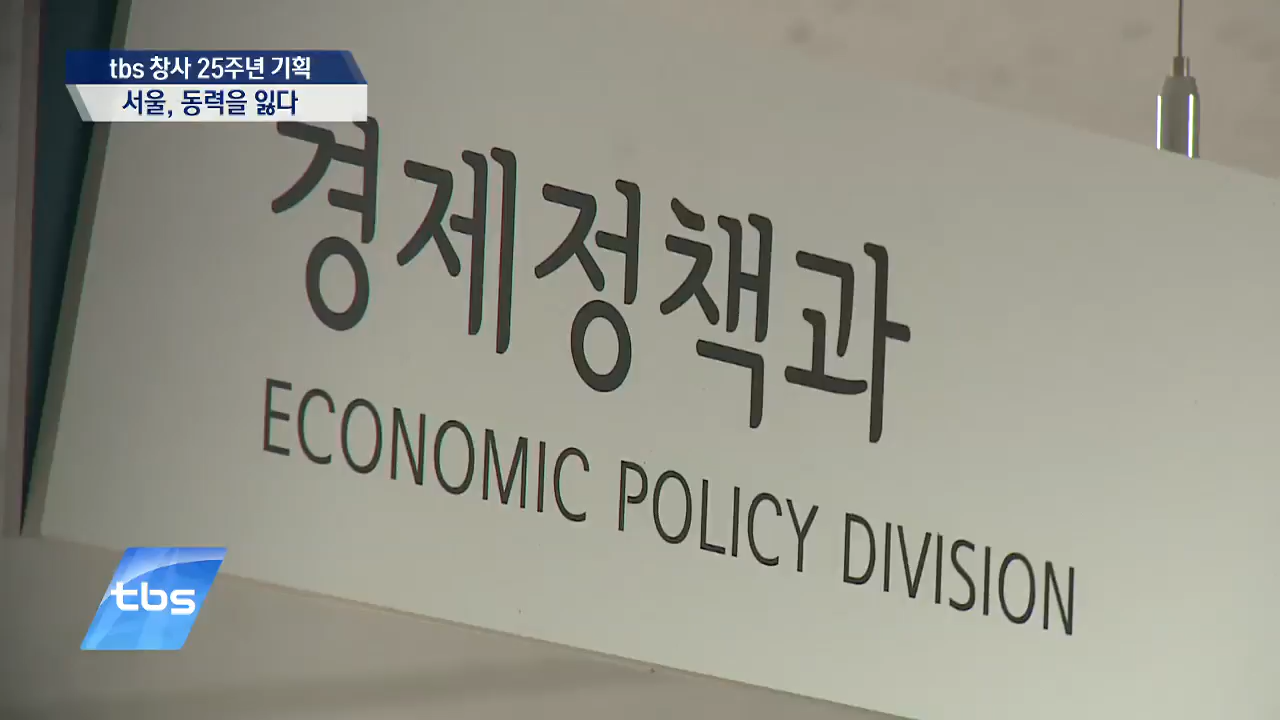 tbs 창사 25주년 기획
서울, 동력을 잃다
경제정책과
ECONOMIC POLICY DIVISION
tbs